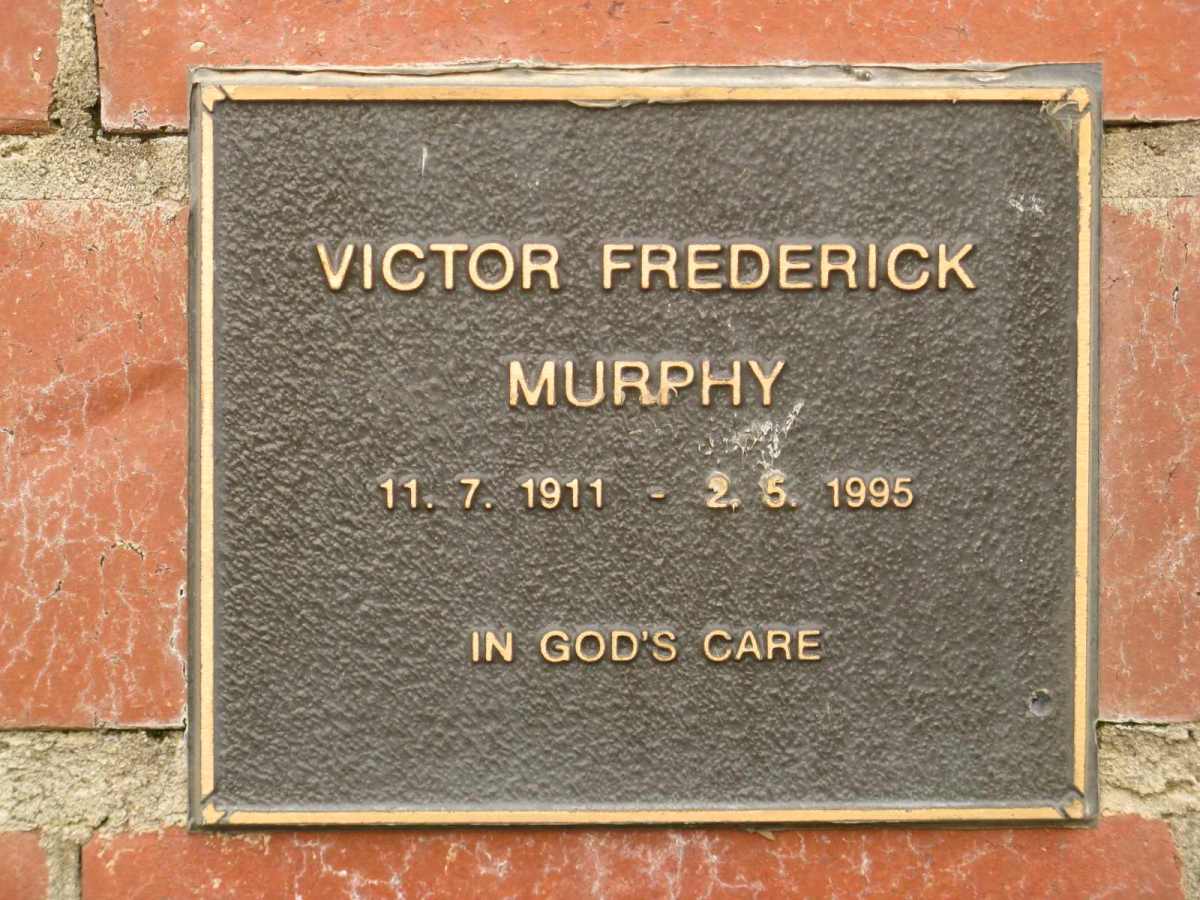 VICTOR FREDERICK
MURPHY
11. 7. 1911 - 2. 5. 1995
IN GOD'S CARE